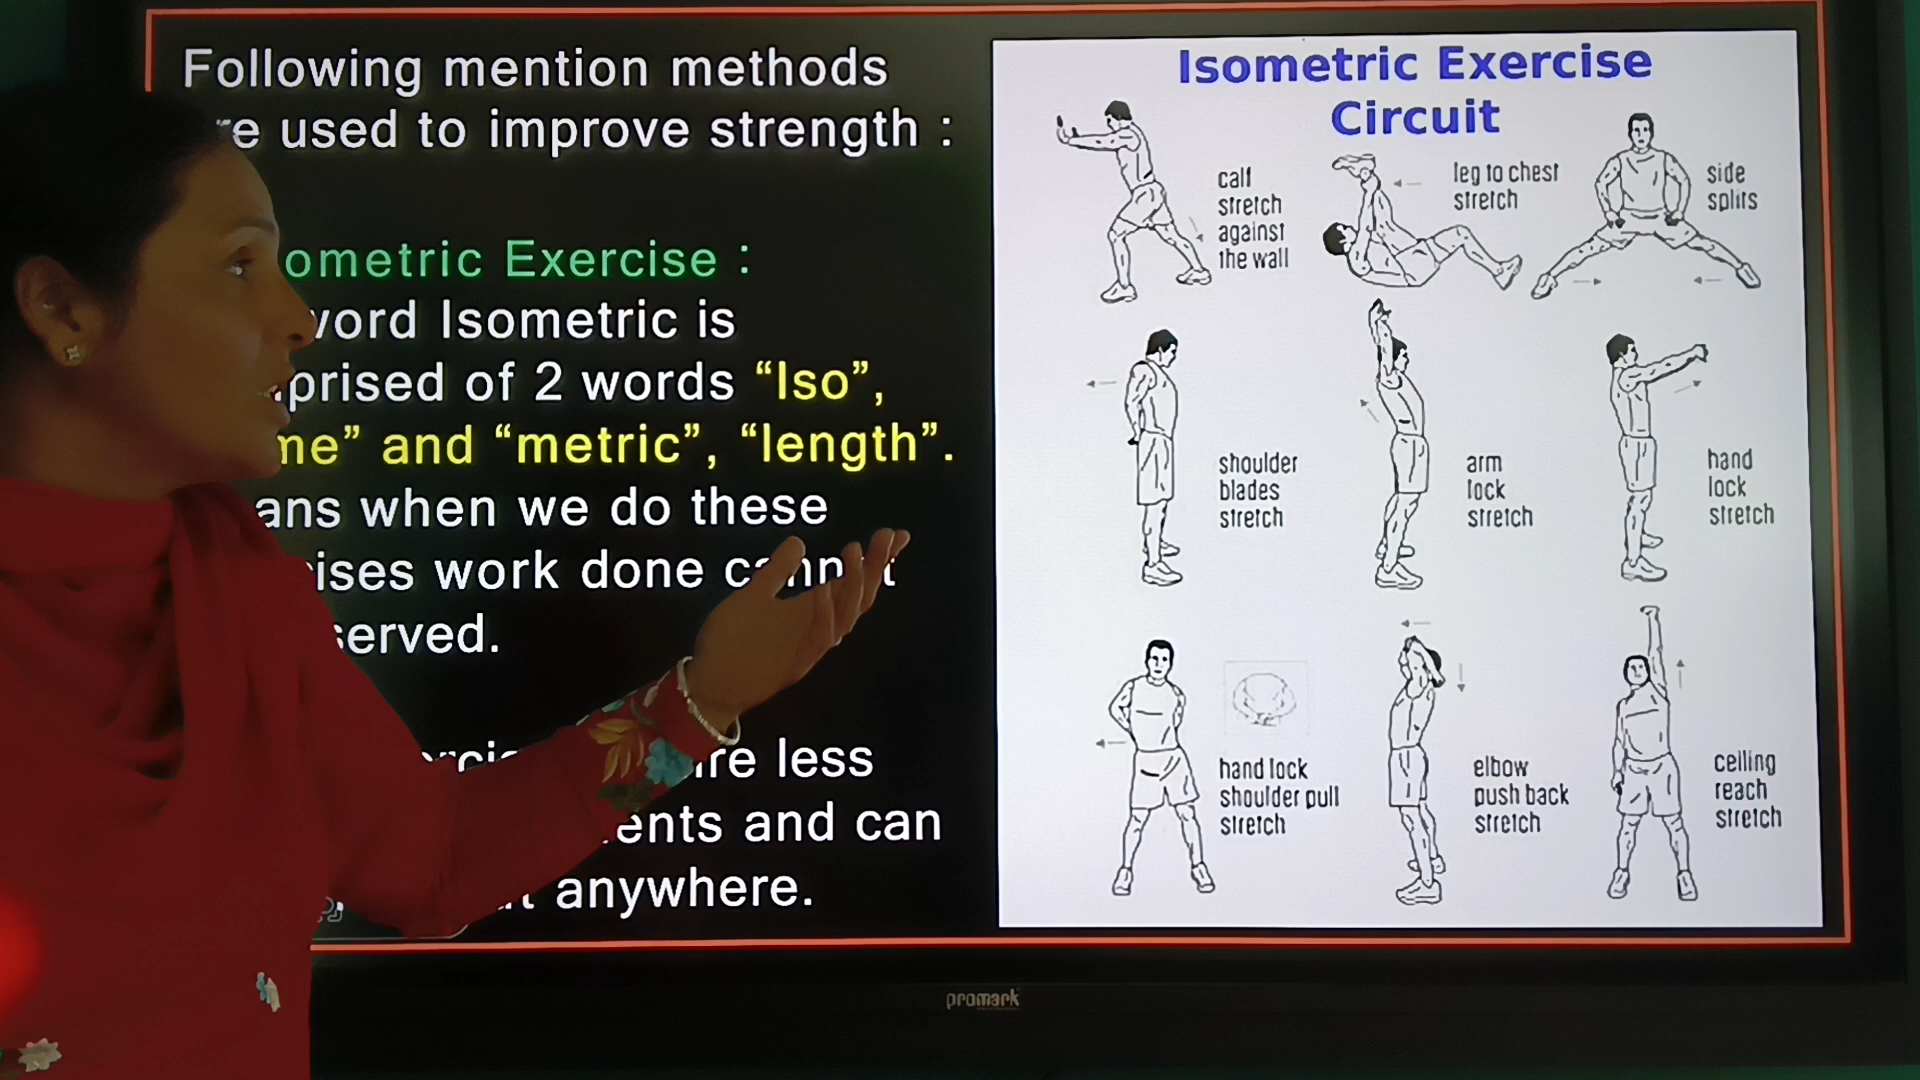 Following mention methods
re used to improve strength :
ometric Exercise :
word Isometric is
prised of 2 words “Iso”,
me” and “metric”, “length”.
ans when we do these
ises work done
served.
re less
ents and can
anywhere.
Isometric Exercise
Circuit
calf
stretch
against
the wall
leg to chest
stretch
side
splits
shoulder
blades
stretch
arm
lock
stretch
hand
lock
stretch
hand lock
shoulder pull
stretch
elbow
push back
stretch
celling
reach
stretch
promark